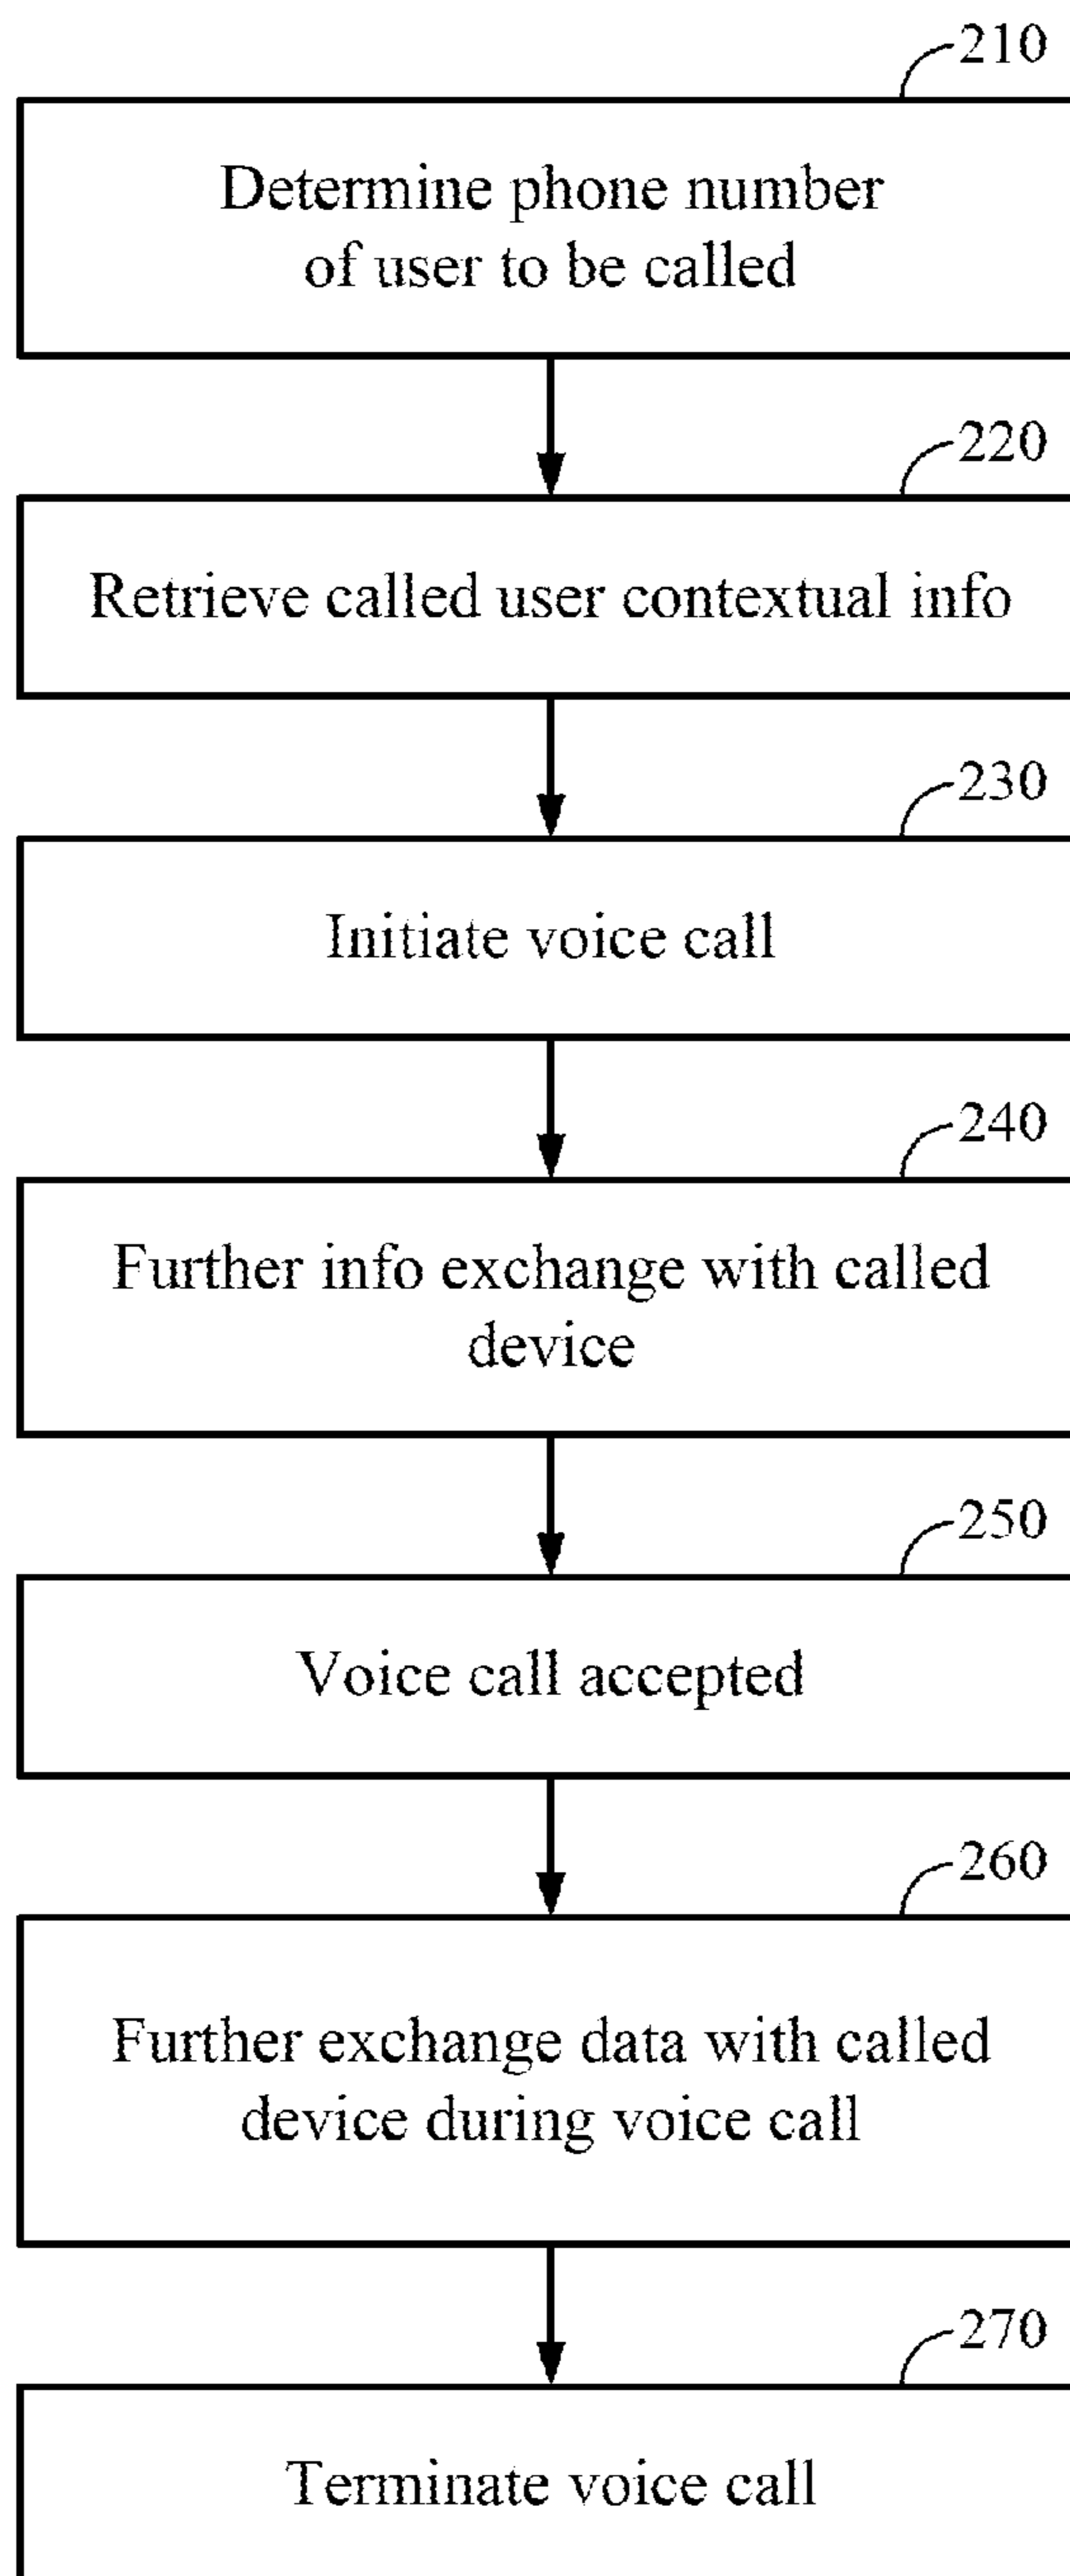 210
Determine phone number
of user to be called
220
Retrieve called user contextual info
230
Initiate voice call
240
Further info exchange with called
device
250
Voice call accepted
260
Further exchange data with called
device during voice call
270
Terminate voice call